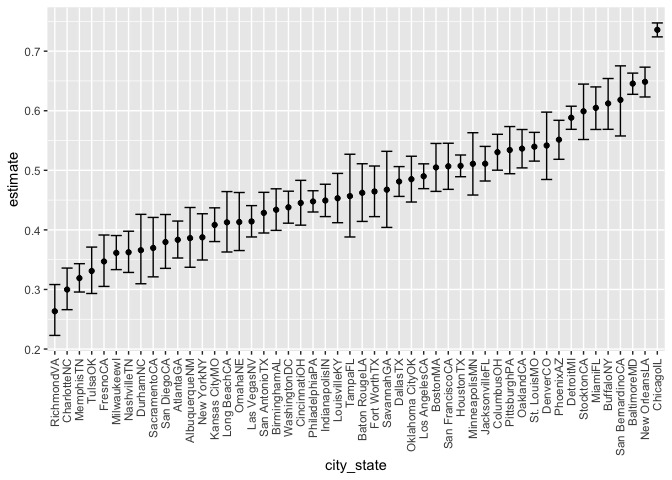 0.7
0.6
0.5
0.4
0.3
0.2
estimate
RichmondVA
CharlotteNC
MemphisTN
TulsaOK
FresnoCA
MilwaukeewI
NashvilleTN
DurhamNC
SacramentoCA
San DiegoCA
AtlantaGA
AlbuquerqueNM
New YorkNY
Kansas CityMO
Long BeachCA
OmahaNE
Las VegasNV
San AntonioTX
BirminghamAL
WashingtonDC
CincinnatiOH
PhiladelphiaPA
IndianapolisIN
LouisvilleKY
TampaFL
Baton RougeLA
Fort WorthTX
SavannahGA
DallasTX
Oklahoma CityOK
Los AngelesCA
BostonMA
San FranciscoCA
HoustonTX
MinneapolisMN
JacksonvilleFL
ColumbusOH
PittsburghPA
OaklandCA
St. LouisMO
DenverCO
PhoenixAZ
DetroitMI
StocktonCA
MiamiFL
BuffaloNY
San BernardinoCA
BaltimoreMD
New OrleansLA
ChicagoIL
city_state